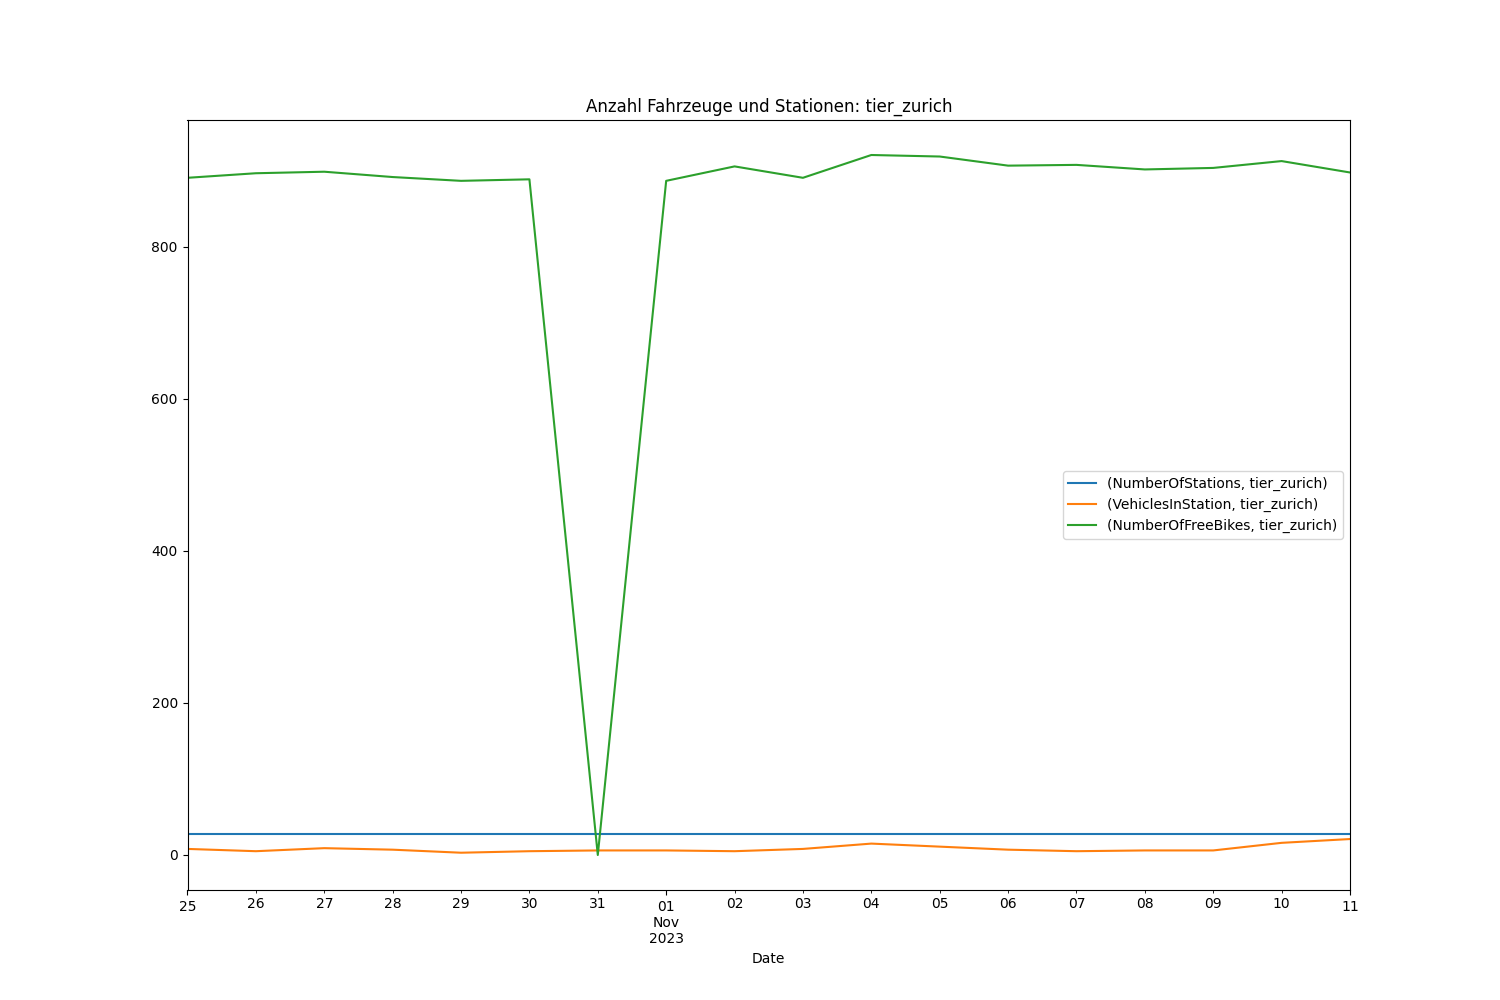 Anzahl Fahrzeuge und Stationen: tier_zurich
800
600
400
200
0
(NumberOfStations, tier_zurich)
(VehiclesInStation, tier_zurich)
(NumberOfFreeBikes, tier_zurich)
25 26 27 28 29 30 31 01 02 03 04 05 06 07 08 09 10 11
Nov
2023
Date